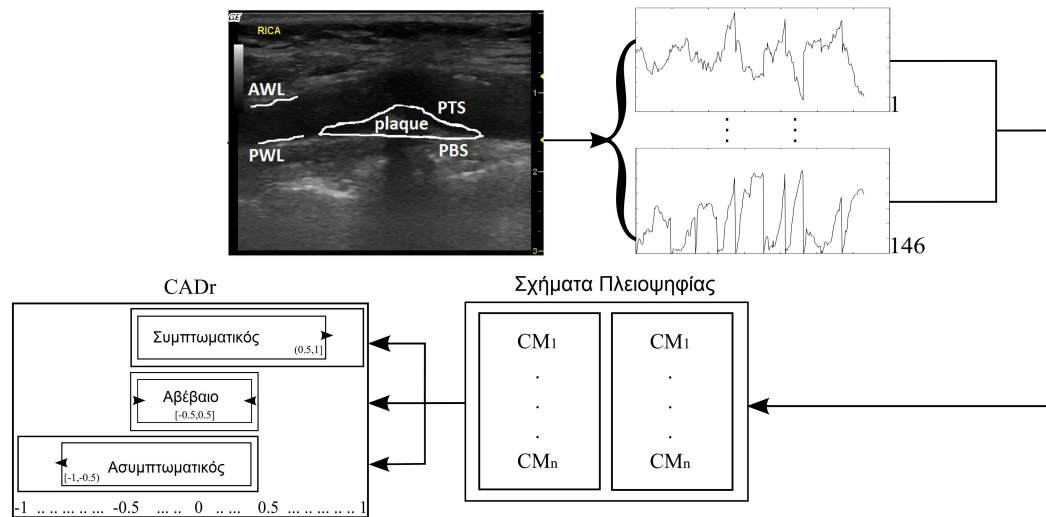 GE
RICA
AWL
PTS
plaque
PWL
PBS
1
2
3
1
146
CADr
Σχήματα Πλειοψηφίας
Συμπτωματικός
(0.5,1]
Αβέβαιο
[-0.5,0.5]
Ασυμπτωματικός
[-1,-0.5)
-1 .. .. ... .. ... -0.5 ... .. 0 .. ... 0.5 ... ... .. .. 1
CM1
.
.
.
CMn
CM1
.
.
.
CMn